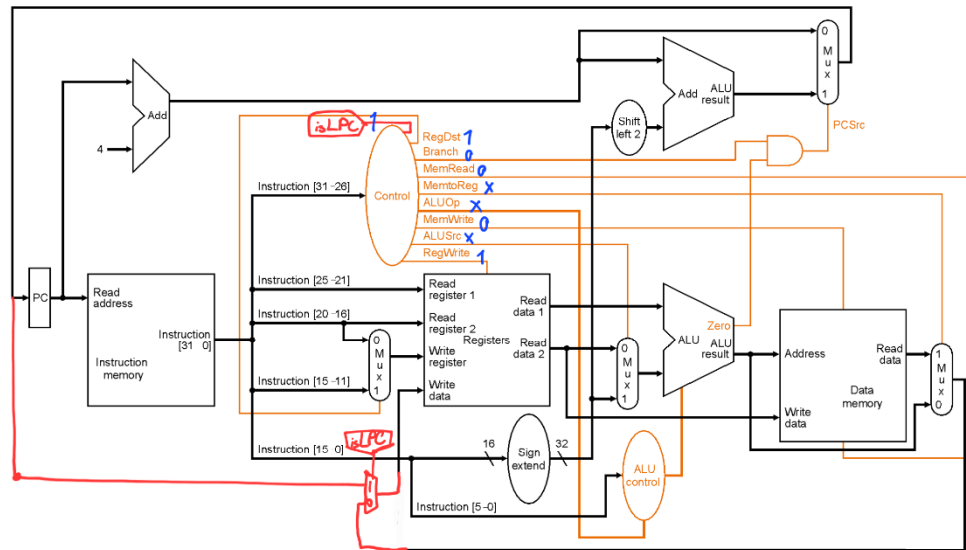 0
M
u
x
1
Add
4
isLPC 1
RegDst 1
Branch 0
MemRead 0
MemtoReg x
ALUOp x
MemWrite 0
ALUSrc x
RegWrite 1
Control
Shift
left 2
Add
ALU
result
PCSrc
Instruction [31–26]
Instruction [25–21]
Instruction [20–16]
Instruction [15–11]
Instruction [15 0]
Instruction [5–0]
PC
Read
address
Instruction
[31 0]
Instruction
memory
0
M
u
x
1
Read
register 1
Read
register 2
Write
register
Write
data
Registers
Read
data 1
Read
data 2
0
M
u
x
1
Zero
ALU
ALU
result
Address
Write
data
Read
data
Data
memory
1
M
u
x
0
isLPC
1
0
16
Sign
extend
32
ALU
control